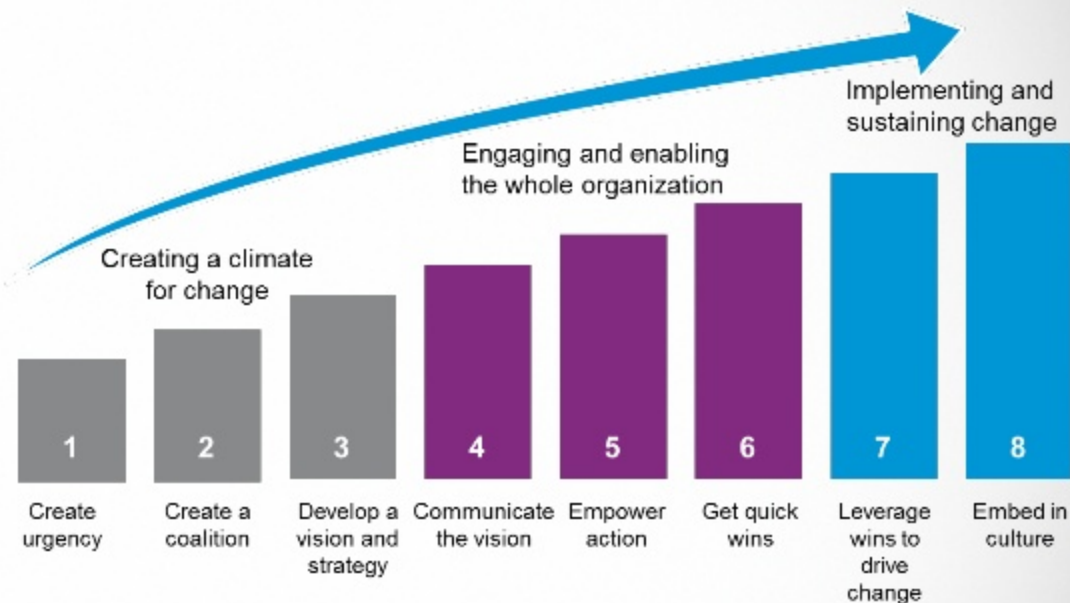 Implementing and
sustaining change
Engaging and enabling
the whole organization
Creating a climate
for change
1
2
3
4
5
6
7
8
Create
urgency
Create a
coalition
Develop a
vision and
strategy
Communicate
the vision
Empower
action
Get quick
wins
Leverage
wins to
drive
change
Embed in
culture